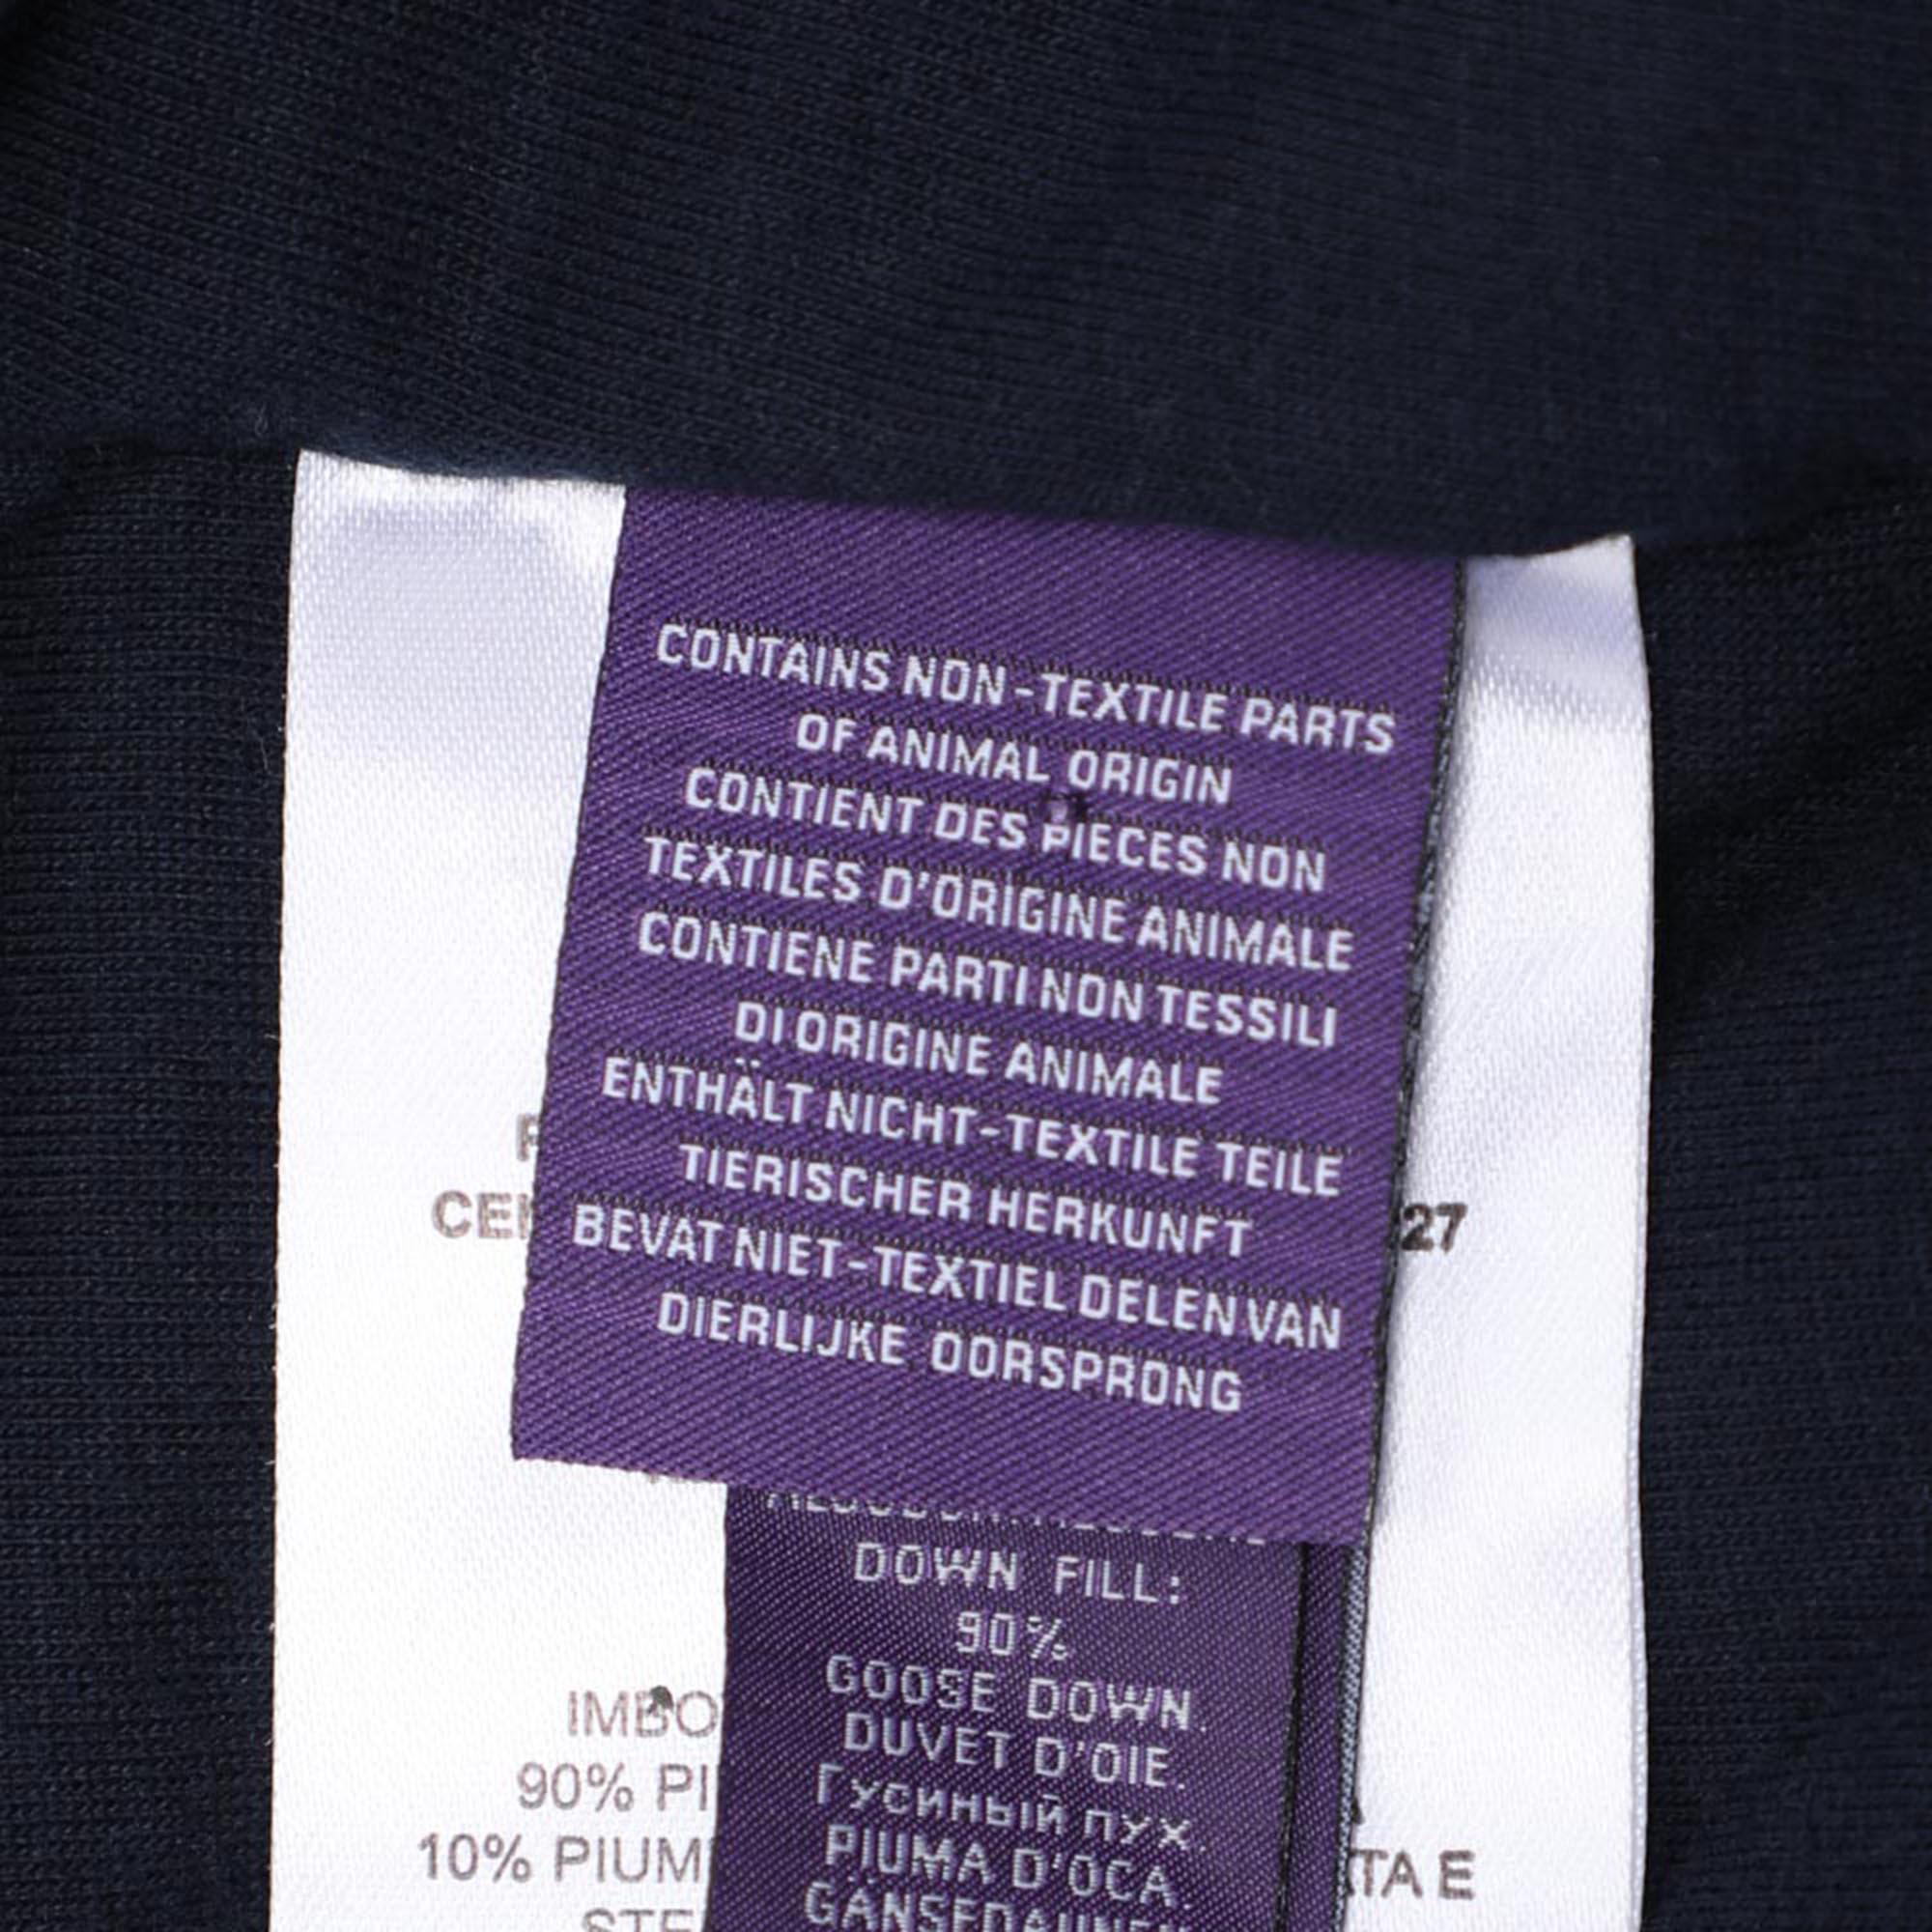 CONTAINS NON-TEXTILE PARTS
OF ANIMAL ORIGIN
CONTIENT DES PIECES NON
TEXTILES D'ORIGINE ANIMALE
CONTIENE PARTI NON TESSILI
DI ORIGINE ANIMALE
ENTHÄLT NICHT-TEXTILE TEILE
TIERISCHER HERKUNFT
BEVAT NIET-TEXTIEL DELEN VAN
DIERLIJKE OORSPRONG
27
DOWN FILL:
90%
GOOSE DOWN.
DUVET D'OIE.
Гусиный пух.
PIUMA D'OCA.
90%
10%